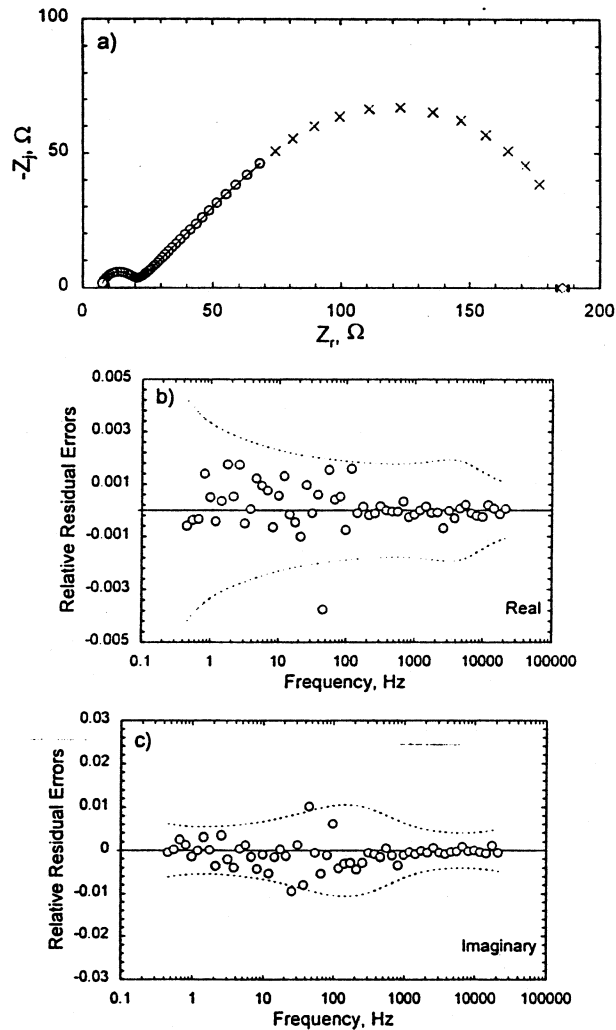 100
a)
-Zj, Ω
50
0
0 50 100 150 200
Zr, Ω
0.005
b)
0.003
0.001
-0.001
-0.003
-0.005
Relative Residual Errors
Real
0.1 1 10 100 1000 10000 100000
Frequency, Hz
0.03
c)
0.02
0.01
0
-0.01
-0.02
-0.03
Relative Residual Errors
Imaginary
0.1 1 10 100 1000 10000 100000
Frequency, Hz